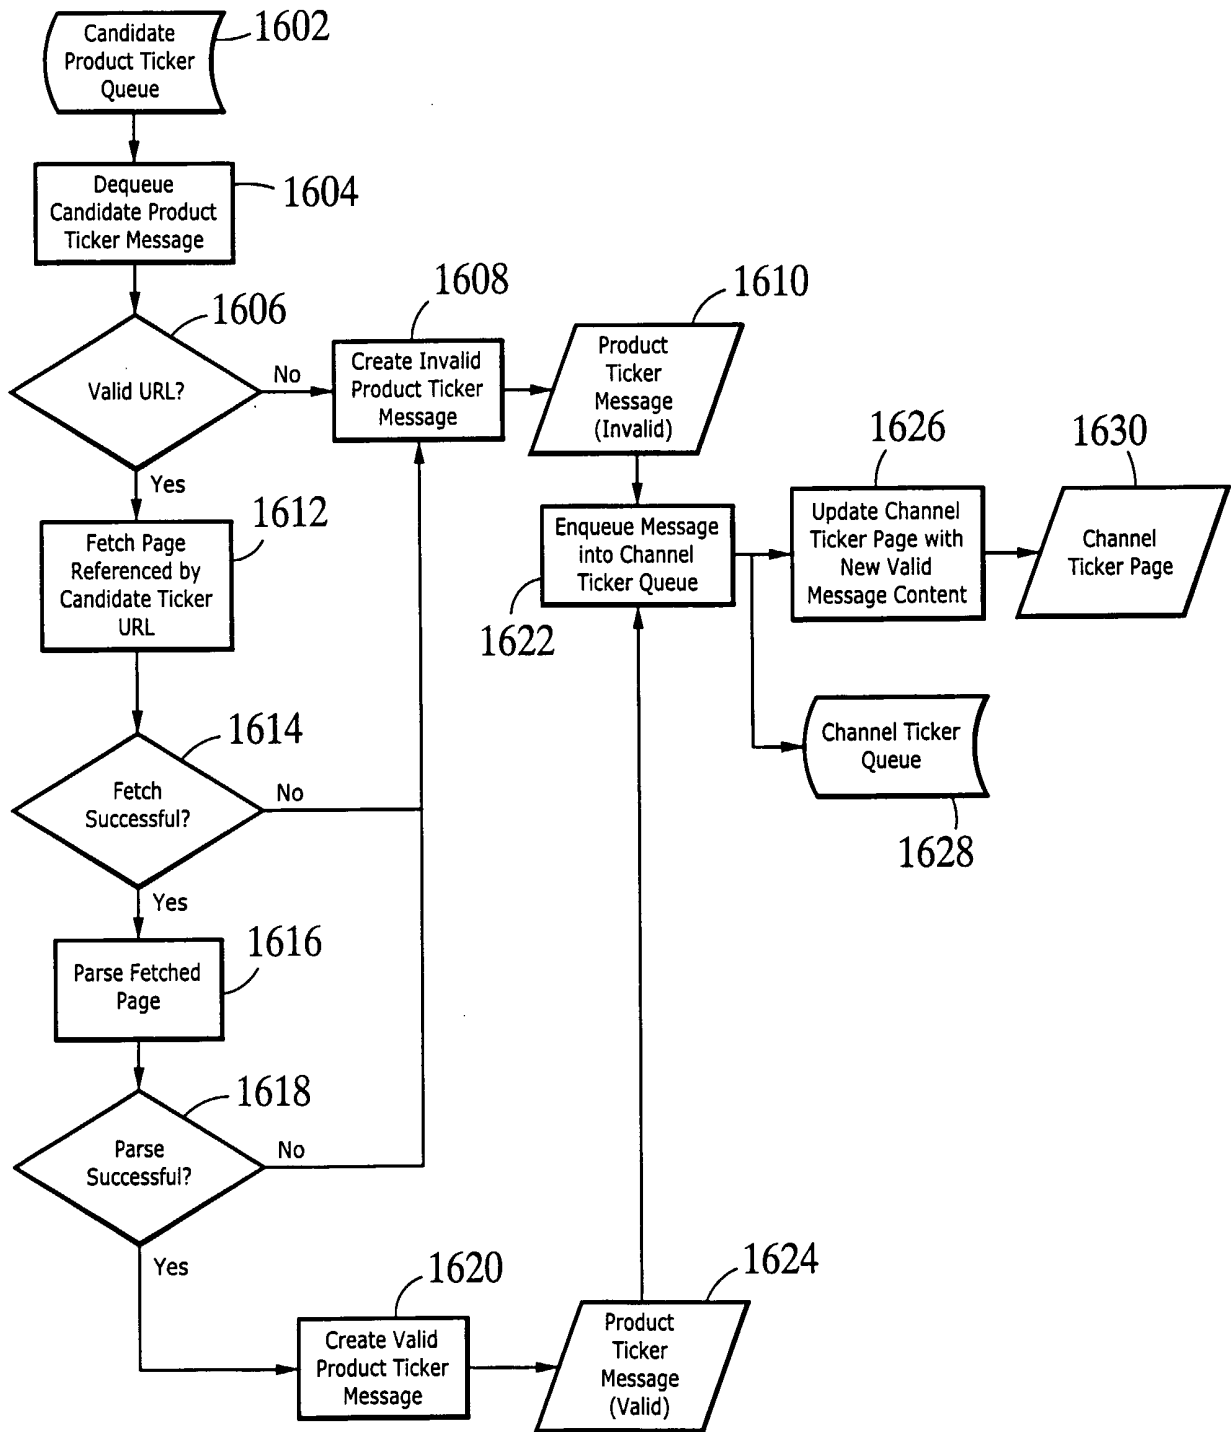 Candidate
Product Ticker
Queue
1602
Dequeue
Candidate Product
Ticker Message
1604
Valid URL?
1606
No
Yes
Create Invalid
Product Ticker
Message
1608
Product
Ticker
Message
(Invalid)
1610
Fetch Page
Referenced by
Candidate Ticker
URL
1612
Enqueue Message
into Channel
Ticker Queue
1622
Update Channel
Ticker Page with
New Valid
Message Content
1626
Channel
Ticker Page
1630
Channel Ticker
Queue
1628
Fetch
Successful?
1614
No
Yes
Parse Fetched
Page
1616
Parse
Successful?
1618
No
Yes
Create Valid
Product Ticker
Message
1620
Product
Ticker
Message
(Valid)
1624